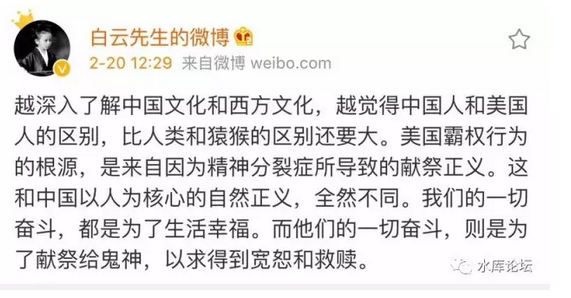 白云先生的微博
2-20 12:29 来自微博 weibo.com
越深入了解中国文化和西方文化，越觉得中国人和美国
人的区别，比人类和猿猴的区别还要大。美国霸权行为
的根源，是来自因为精神分裂症所导致的献祭正义。这
和中国以人为核心的自然正义，全然不同。我们的一切
奋斗，都是为了生活幸福。而他们的一切奋斗，则是为
了献祭给鬼神，以求得到宽恕和救赎。
水库论坛